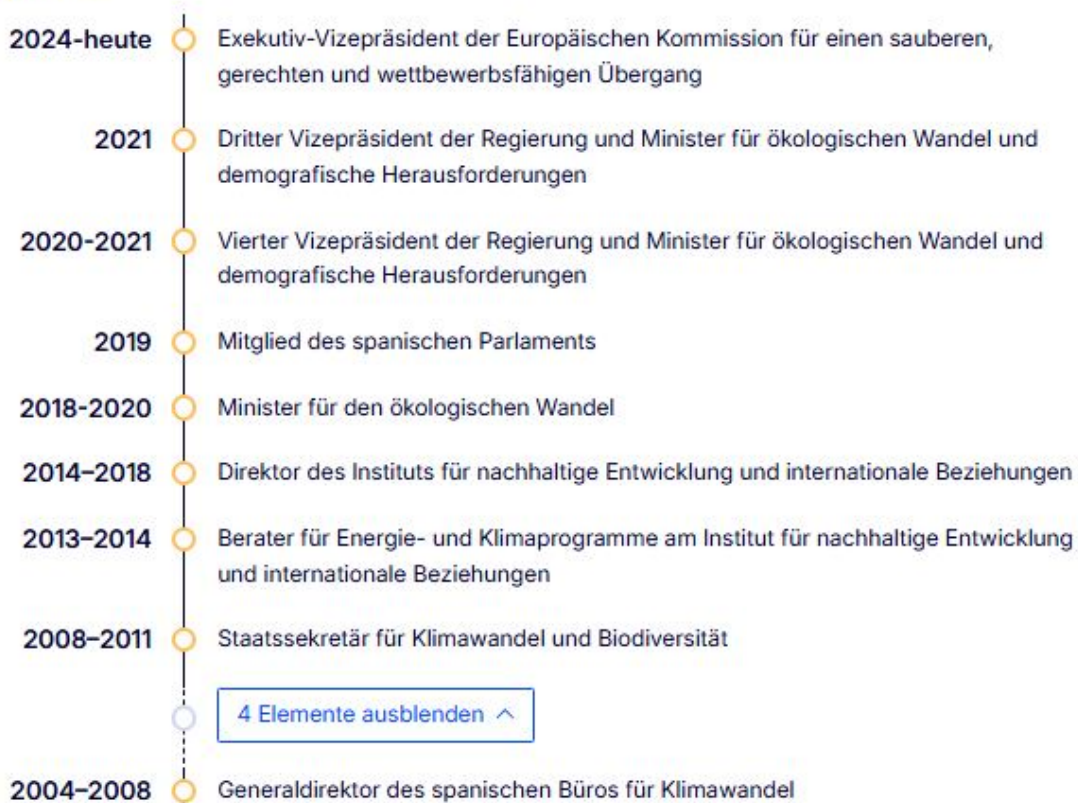 2024-heute
Exekutiv-Vizepräsident der Europäischen Kommission für einen sauberen,
gerechten und wettbewerbsfähigen Übergang
2021
Dritter Vizepräsident der Regierung und Minister für ökologischen Wandel und
demografische Herausforderungen
2020-2021
Vierter Vizepräsident der Regierung und Minister für ökologischen Wandel und
demografische Herausforderungen
2019
Mitglied des spanischen Parlaments
2018-2020
Minister für den ökologischen Wandel
2014–2018
Direktor des Instituts für nachhaltige Entwicklung und internationale Beziehungen
2013–2014
Berater für Energie- und Klimaprogramme am Institut für nachhaltige Entwicklung
und internationale Beziehungen
2008–2011
Staatssekretär für Klimawandel und Biodiversität
4 Elemente ausblenden
2004–2008
Generaldirektor des spanischen Büros für Klimawandel